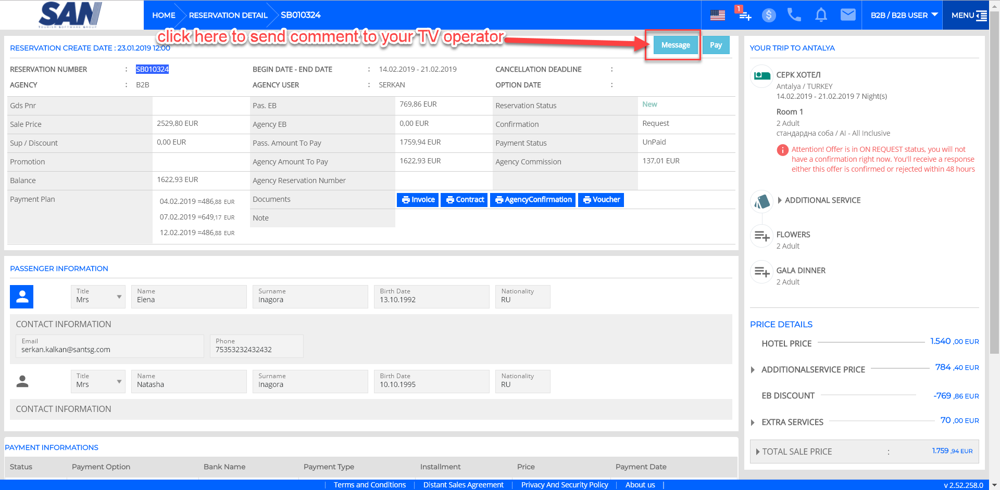 SAN
TOURISM SOFTWARE GROUP
HOME RESERVATION DETAIL SB010324
1
B2B / B2B USER MENU
click here to send comment to your TV operator
RESERVATION CREATE DATE : 23.01.2019 12:00
Message Pay
RESERVATION NUMBER : SB010324 BEGIN DATE - END DATE : 14.02.2019 - 21.02.2019 CANCELLATION DEADLINE :
AGENCY : B2B AGENCY USER : SERKAN OPTION DATE :
Gds Pnr Pas. EB 769,86 EUR Reservation Status New
Sale Price 2529,80 EUR Agency EB 0,00 EUR Confirmation Request
Sup / Discount 0,00 EUR Pass. Amount To Pay 1759,94 EUR Payment Status UnPaid
Promotion Agency Amount To Pay 1622,93 EUR Agency Commission 137,01 EUR
Balance 1622,93 EUR Agency Reservation Number
Payment Plan 04.02.2019 =486,88 EUR Documents Invoice Contract AgencyConfirmation Voucher
07.02.2019 =649,17 EUR Note
12.02.2019 =486,88 EUR
PASSENGER INFORMATION
Title Name Surname Birth Date Nationality
Mrs Elena Inagora 13.10.1992 RU
CONTACT INFORMATION
Email Phone
serkan.kalkan@santsg.com 75353232432432
Title Name Surname Birth Date Nationality
Mrs Natasha Inagora 10.10.1995 RU
CONTACT INFORMATION
PAYMENT INFORMATIONS
Status Payment Option Bank Name Payment Type Installment Price Payment Date
YOUR TRIP TO ANTALYA
СЕРК ХОТЕЛ
Antalya / TURKEY
14.02.2019 - 21.02.2019 7 Night(s)
Room 1
2 Adult
стандардна соба / AI - All Inclusive
Attention! Offer is in ON REQUEST status, you will not
have a confirmation right now. You'll receive a response
either this offer is confirmed or rejected within 48 hours
ADDITIONAL SERVICE
FLOWERS
2 Adult
GALA DINNER
2 Adult
PRICE DETAILS
HOTEL PRICE 1.540 ,00 EUR
ADDITIONALSERVICE PRICE 784 ,40 EUR
EB DISCOUNT -769 ,86 EUR
EXTRA SERVICES 70 ,00 EUR
TOTAL SALE PRICE : 1.759 ,94 EUR
Terms and Conditions Distant Sales Agreement Privacy And Security Policy About us
v 2.52.258.0